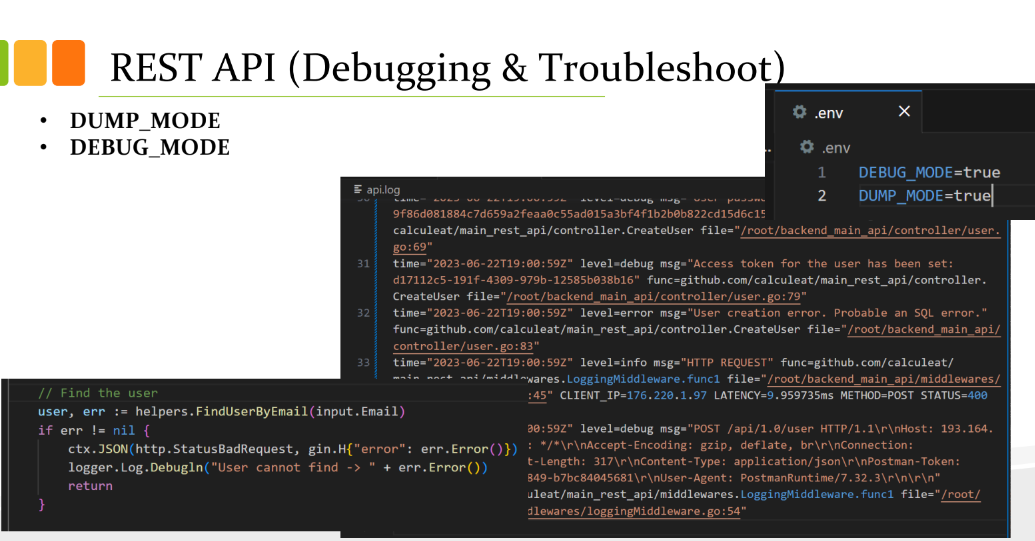 REST API (Debugging & Troubleshoot)
• DUMP_MODE
• DEBUG_MODE
.env
.env
1 DEBUG_MODE=true
2 DUMP_MODE=true
api.log
calculeat/main_rest_api/controller.CreateUser file="/root/backend_main_api/controller/user.
go:69"
31 time="2023-06-22T19:00:59Z" level=debug msg="Access token for the user has been set:
d17112c5-191f-4309-979b-12585b038b16" func=github.com/calculeat/main_rest_api/controller.
CreateUser file="/root/backend_main_api/controller/user.go:79"
32 time="2023-06-22T19:00:59Z" level=error msg="User creation error. Probable an SQL error."
func=github.com/calculeat/main_rest_api/controller.CreateUser file="/root/backend_main_api/
controller/user.go:83"
33 time="2023-06-22T19:00:59Z" level=info msg="HTTP REQUEST" func=github.com/calculeat/
main_rest_api/middlewares.LoggingMiddleware.func1 file="/root/backend_main_api/middlewares/
:45" CLIENT_IP=176.220.1.97 LATENCY=9.959735ms METHOD=POST STATUS=400
00:59Z" level=debug msg="POST /api/1.0/user HTTP/1.1\r\nHost: 193.164.
: */*\r\nAccept-Encoding: gzip, deflate, br\r\nConnection:
t-Length: 317\r\nContent-Type: application/json\r\nPostman-Token:
849-b7bc84045681\r\nUser-Agent: PostmanRuntime/7.32.3\r\n\r\n"
uleat/main_rest_api/middlewares.LoggingMiddleware.func1 file="/root/
dlewares/loggingMiddleware.go:54"
// Find the user
user, err := helpers.FindUserByEmail(input.Email)
if err != nil {
ctx.JSON(http.StatusBadRequest, gin.H{"error": err.Error()})
logger.Log.Debugln("User cannot find -> " + err.Error())
return
}